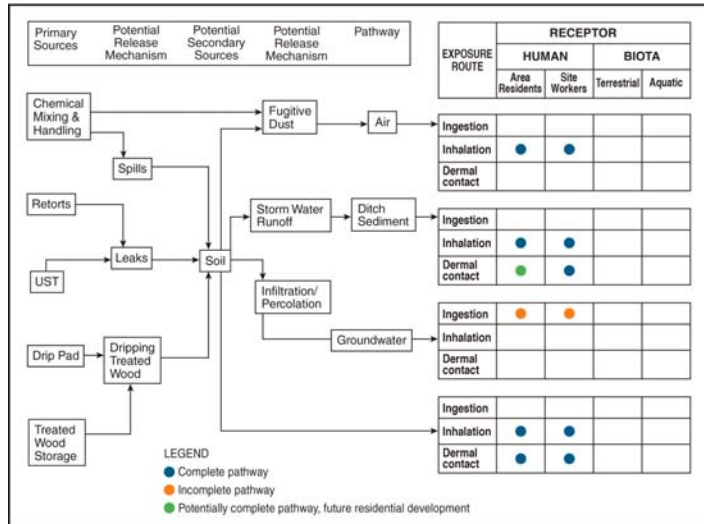 Primary Sources
Potential Release Mechanism
Potential Secondary Sources
Potential Release Mechanism
Pathway
EXPOSURE ROUTE
RECEPTOR
HUMAN
BIOTA
Area Residents
Site Workers
Terrestrial
Aquatic
Chemical Mixing & Handling
Fugitive Dust
Air
Ingestion
Inhalation
Dermal contact
Spills
Retorts
Storm Water Runoff
Ditch Sediment
Ingestion
Inhalation
Dermal contact
Leaks
Soil
UST
Infiltration/ Percolation
Groundwater
Ingestion
Inhalation
Dermal contact
Drip Pad
Dripping Treated Wood
Treated Wood Storage
Ingestion
Inhalation
Dermal contact
LEGEND
Complete pathway
Incomplete pathway
Potentially complete pathway, future residential development